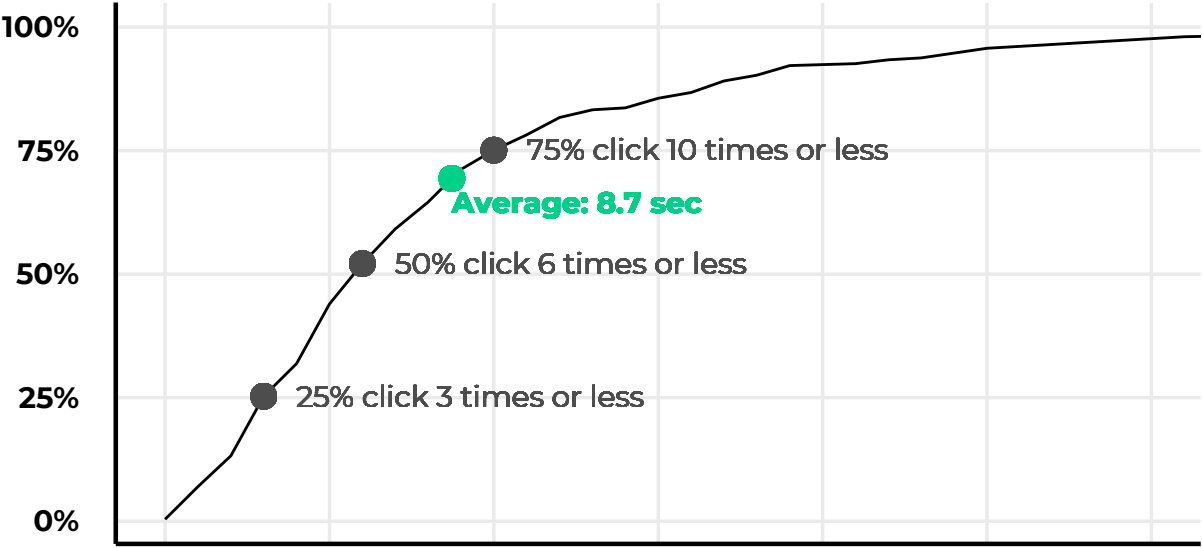 100%
75%
75% click 10 times or less
Average: 8.7 sec
50%
50% click 6 times or less
25%
25% click 3 times or less
0%